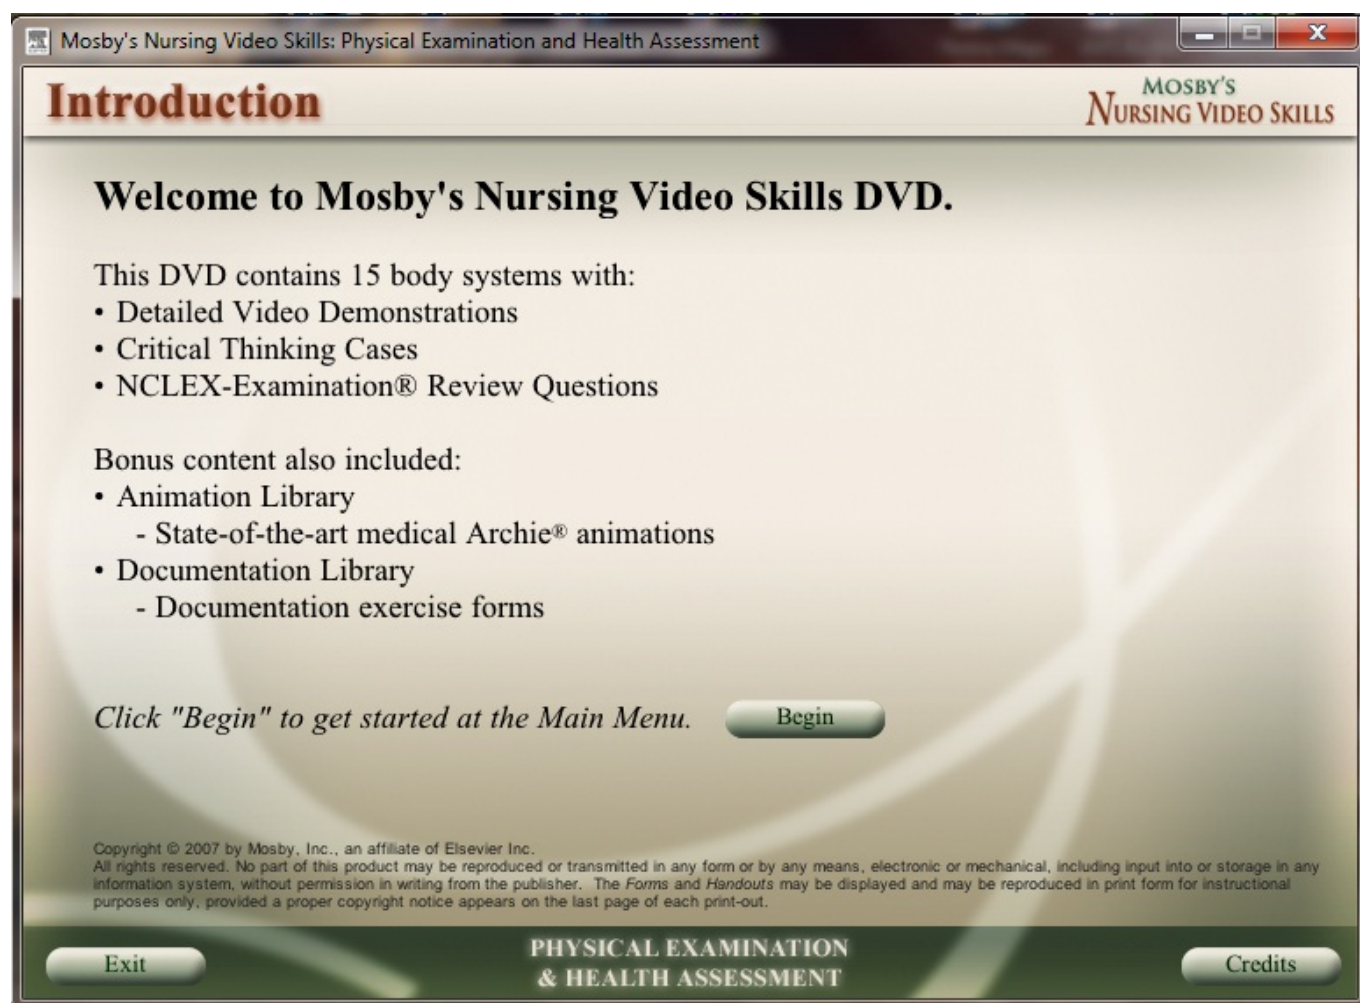 Mosby's Nursing Video Skills: Physical Examination and Health Assessment
Introduction
MOSBY'S
NURSING VIDEO SKILLS
Welcome to Mosby's Nursing Video Skills DVD.
This DVD contains 15 body systems with:
• Detailed Video Demonstrations
• Critical Thinking Cases
• NCLEX-Examination® Review Questions
Bonus content also included:
• Animation Library
- State-of-the-art medical Archie® animations
• Documentation Library
- Documentation exercise forms
Click "Begin" to get started at the Main Menu.
Begin
Copyright © 2007 by Mosby, Inc., an affiliate of Elsevier Inc.
All rights reserved. No part of this product may be reproduced or transmitted in any form or by any means, electronic or mechanical, including input into or storage in any
information system, without permission in writing from the publisher. The Forms and Handouts may be displayed and may be reproduced in print form for instructional
purposes only, provided a proper copyright notice appears on the last page of each print-out.
Exit
PHYSICAL EXAMINATION
& HEALTH ASSESSMENT
Credits